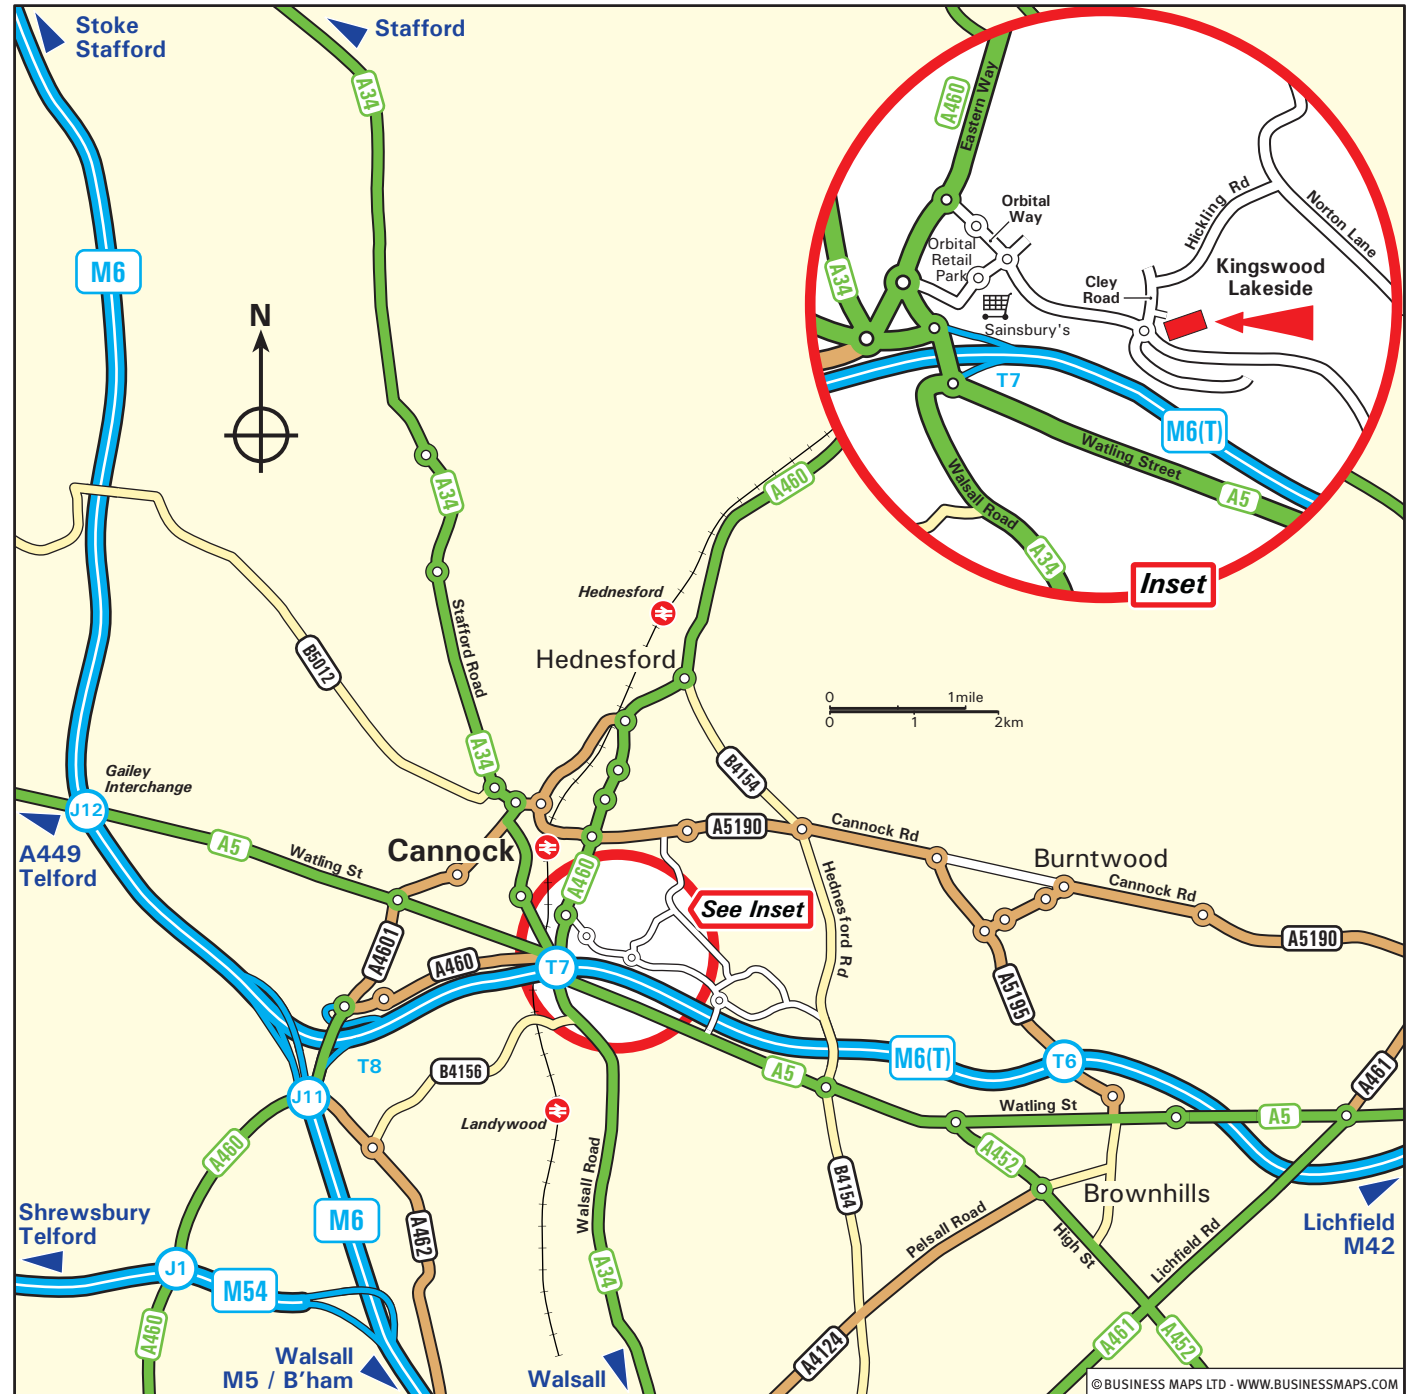 Stoke
Stafford
Stafford
A34
M6
N
A34
B5012
Stafford Road
A34
Gailey
Interchange
J12
A449
Telford
A5
Watling St
Cannock
Hednesford
Hednesford
A460
0
1mile
0
1
2km
B4154
A5190
Cannock Rd
Burntwood
Cannock Rd
A5190
A460
See Inset
Hednesford Rd
A4601
A460
T7
A5195
T8
J11
B4156
Landywood
M6(T)
A5
T6
A461
Watling St
A5
A452
B4154
Brownhills
Pelsall Road
High St
Lichfield Rd
Lichfield
M42
A460
Shrewsbury
Telford
J1
M54
A460
M6
A462
Walsall Road
A34
Walsall
M5 / B'ham
Walsall
A4124
A461
A452
A460
Eastern Way
Orbital
Way
Orbital
Retail
Park
Hickling Rd
Norton Lane
Kingswood
Lakeside
Cley
Road
A34
Sainsbury's
T7
M6(T)
Watling Street
A5
Walsall Road
A34
Inset
© BUSINESS MAPS LTD - WWW.BUSINESSMAPS.COM